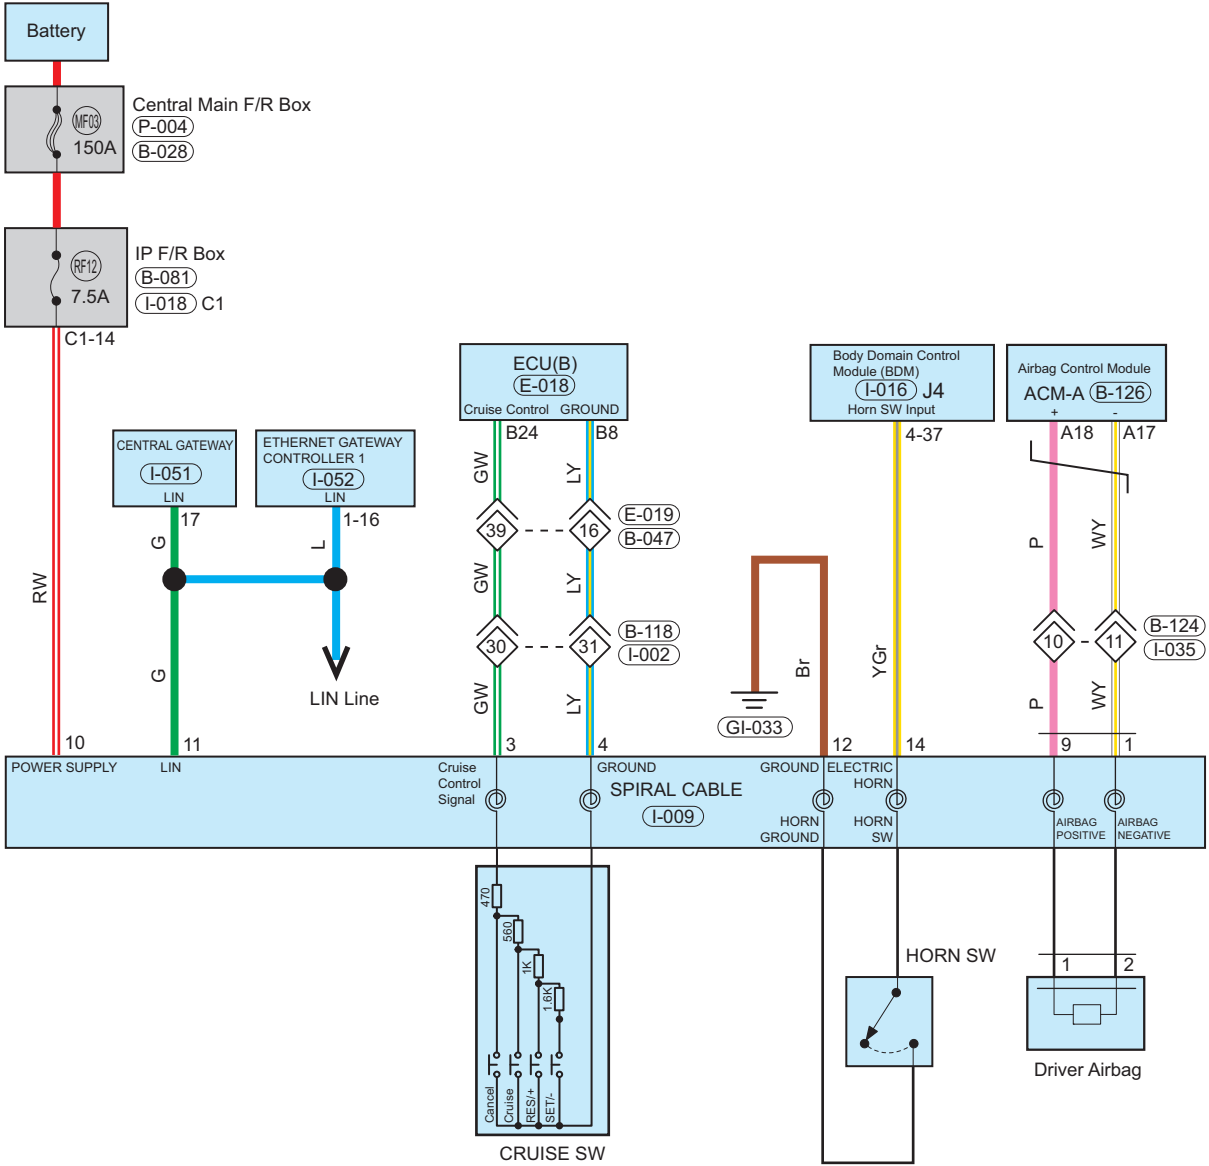 Battery
MF03
150A
Central Main F/R Box
P-004
B-028
RF12
7.5A
IP F/R Box
B-081
I-018 C1
C1-14
RW
CENTRAL GATEWAY
I-051
LIN
17
G
G
ETHERNET GATEWAY
CONTROLLER 1
I-052
LIN
1-16
L
LIN Line
ECU(B)
E-018
Cruise Control GROUND
B24
B8
GW
LY
39
16
E-019
B-047
GW
LY
30
31
B-118
I-002
GW
LY
Body Domain Control
Module (BDM)
I-016 J4
Horn SW Input
4-37
YGr
Br
GI-033
Airbag Control Module
ACM-A B-126
+ -
A18
A17
P
WY
10
11
B-124
I-035
P
WY
10
11
3
4
12
14
9
1
POWER SUPPLY
LIN
Cruise
Control
Signal
GROUND
SPIRAL CABLE
I-009
GROUND
ELECTRIC
HORN
HORN
GROUND
HORN
SW
AIRBAG
POSITIVE
AIRBAG
NEGATIVE
470
560
1K
1.6K
Cancel
Cruise
RES/+
SET/-
CRUISE SW
HORN SW
1
2
Driver Airbag